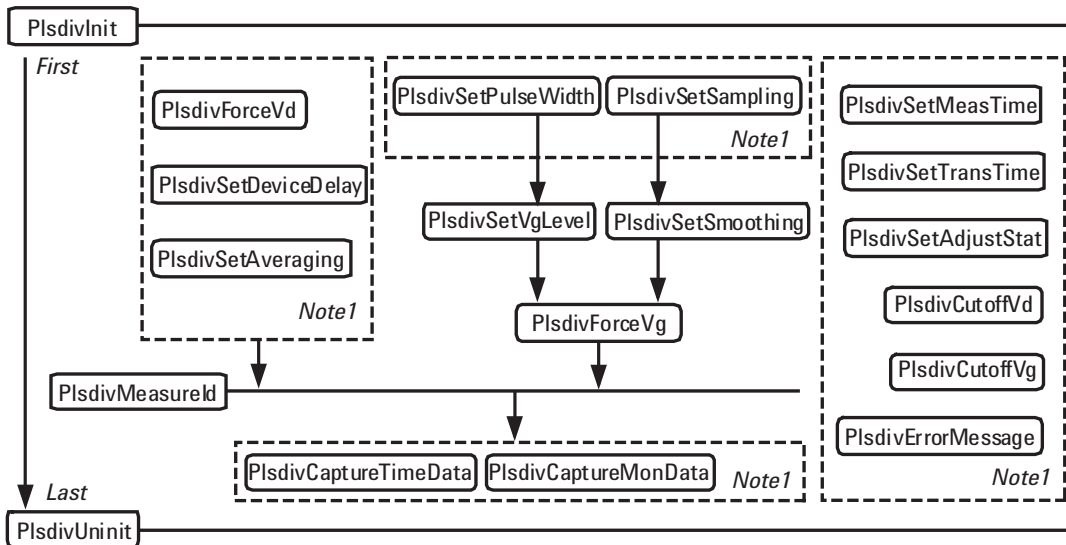 PlsdivInit
First
PlsdivForceVd
PlsdivSetDeviceDelay
PlsdivSetAveraging
Note1
PlsdivSetPulseWidth
PlsdivSetSampling
Note1
PlsdivSetVgLevel
PlsdivSetSmoothing
PlsdivForceVg
PlsdivSetMeasTime
PlsdivSetTransTime
PlsdivSetAdjustStat
PlsdivCutoffVd
PlsdivCutoffVg
PlsdivErrorMessage
Note1
PlsdivMeasureId
PlsdivCaptureTimeData
PlsdivCaptureMonData
Note1
Last
PlsdivUninit